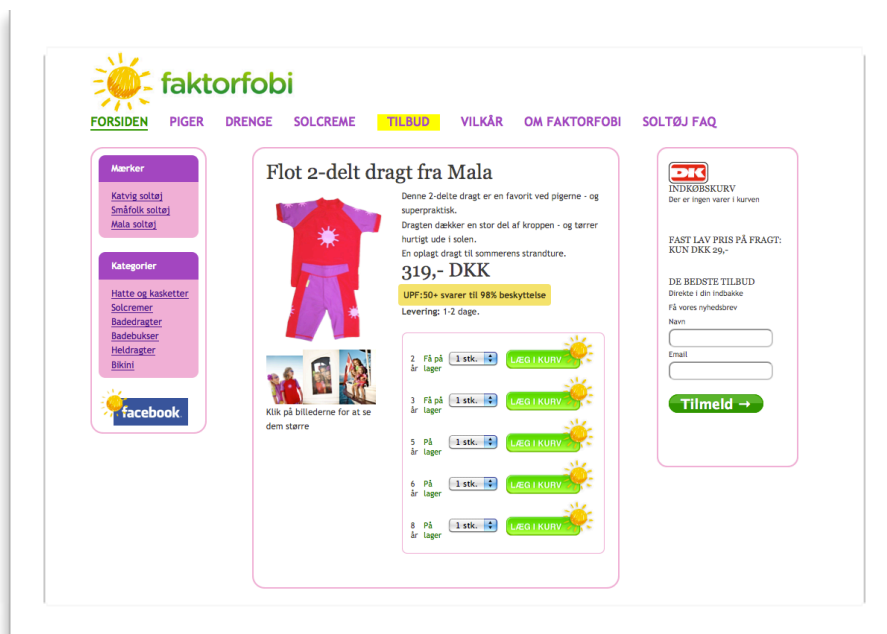 faktorfobi
FORSIDEN PIGER DRENGE SOLCREME TILBUD VILKÅR OM FAKTORFOBI SOLTØJ FAQ
Mærker
Katvig soltøj
Småfolk soltøj
Mala soltøj
Kategorier
Hatte og kasketter
Solcremer
Badedragter
Badebukser
Heldragter
Bikini
facebook
Flot 2-delt dragt fra Mala
Klik på billederne for at se
dem større
Denne 2-delte dragt er en favorit ved pigerne - og
superpraktisk.
Dragten dækker en stor del af kroppen - og tørrer
hurtigt ude i solen.
En oplagt dragt til sommerens strandture.
319,- DKK
UPF:50+ svarer til 98% beskyttelse
Levering: 1-2 dage.
2 Få på 1 stk. LÆG I KURV
år lager
3 Få på 1 stk. LÆG I KURV
år lager
5 På 1 stk. LÆG I KURV
år lager
6 På 1 stk. LÆG I KURV
år lager
8 På 1 stk. LÆG I KURV
år lager
DK
INDKØBSKURV
Der er ingen varer i kurven
FAST LAV PRIS PÅ FRAGT:
KUN DKK 29,-
DE BEDSTE TILBUD
Direkte i din indbakke
Få vores nyhedsbrev
Navn
Email
Tilmeld →